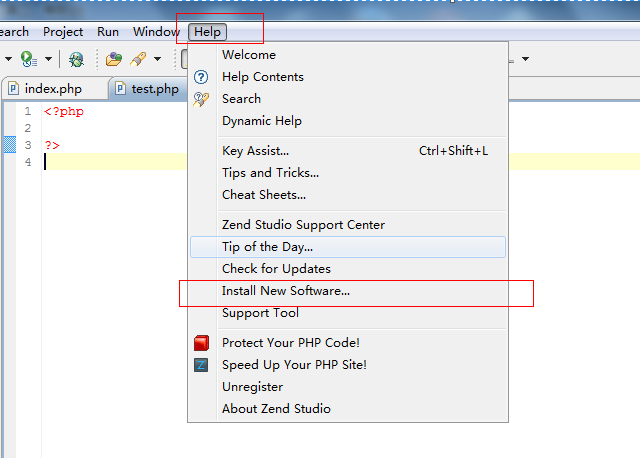 earch Project Run Window Help
index.php test.php
1 <?php
2
3 ?>
4
Welcome
Help Contents
Search
Dynamic Help
Key Assist... Ctrl+Shift+L
Tips and Tricks...
Cheat Sheets...
Zend Studio Support Center
Tip of the Day...
Check for Updates
Install New Software...
Support Tool
Protect Your PHP Code!
Speed Up Your PHP Site!
Unregister
About Zend Studio